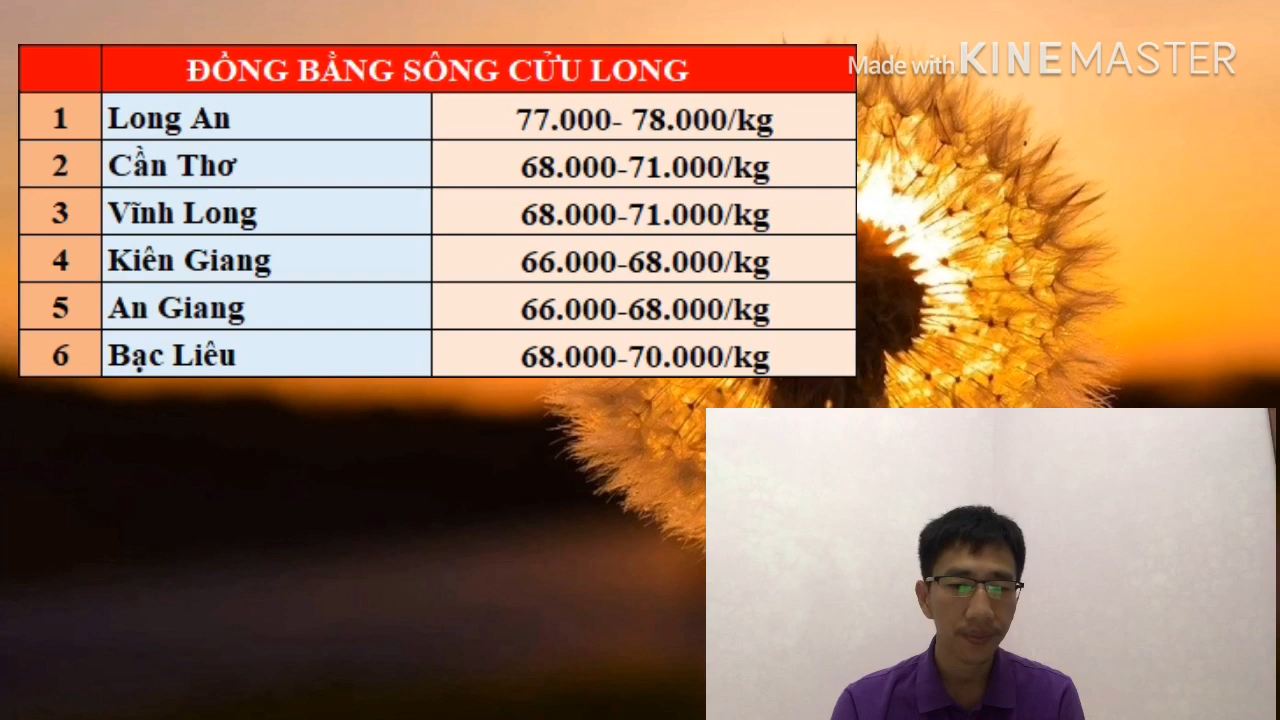 ĐỒNG BẰNG SÔNG CỬU LONG
Made with KINEMASTER
1 Long An 77.000- 78.000/kg
2 Cần Thơ 68.000-71.000/kg
3 Vĩnh Long 68.000-71.000/kg
4 Kiên Giang 66.000-68.000/kg
5 An Giang 66.000-68.000/kg
6 Bạc Liêu 68.000-70.000/kg